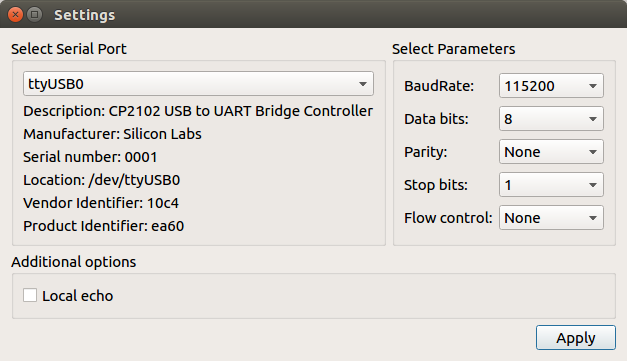 Settings
Select Serial Port
ttyUSB0
Description: CP2102 USB to UART Bridge Controller
Manufacturer: Silicon Labs
Serial number: 0001
Location: /dev/ttyUSB0
Vendor Identifier: 10c4
Product Identifier: ea60
Select Parameters
BaudRate: 115200
Data bits: 8
Parity: None
Stop bits: 1
Flow control: None
Additional options
Local echo
Apply